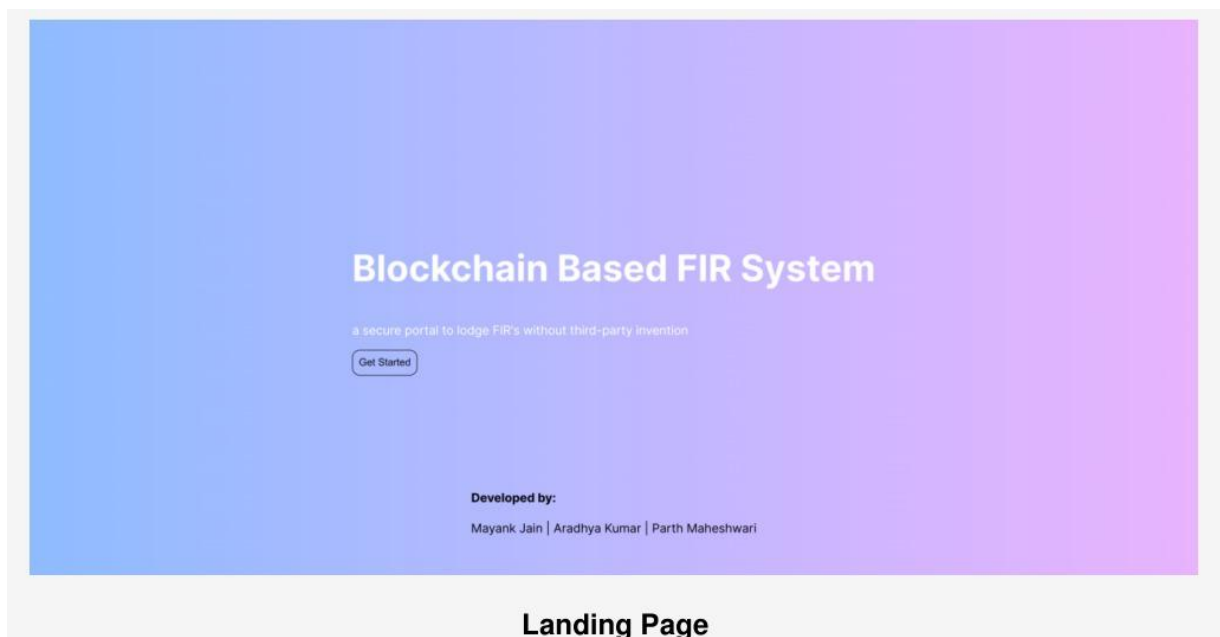 Blockchain Based FIR System
a secure portal to lodge FIR's without third-party invention
Get Started
Developed by:
Mayank Jain | Aradhya Kumar | Parth Maheshwari
Landing Page